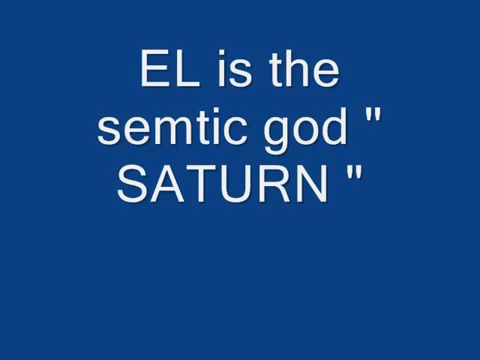 EL is the
semtic god "
SATURN "